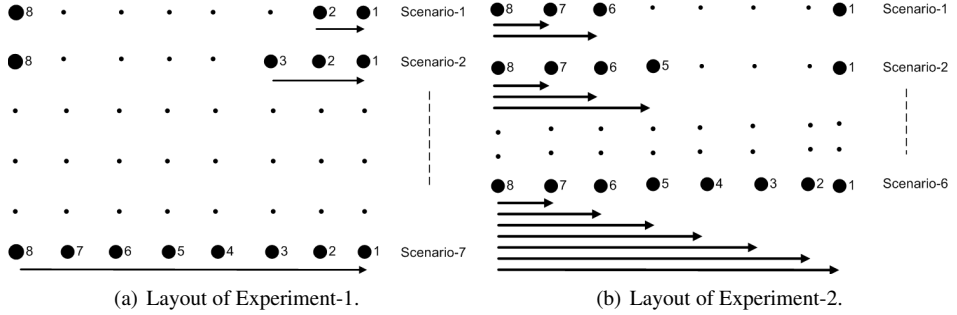 8 2 1 Scenario-1
8 3 2 1 Scenario-2
8 7 6 5 4 3 2 1 Scenario-7
(a) Layout of Experiment-1.
8 7 6 1 Scenario-1
8 7 6 5 1 Scenario-2
8 7 6 5 4 3 2 1 Scenario-6
(b) Layout of Experiment-2.